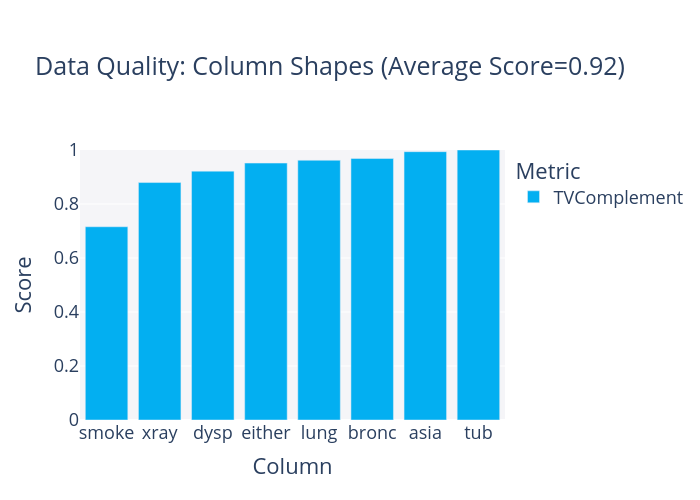 Data Quality: Column Shapes (Average Score=0.92)
Metric
TVComplement
Score
1
0.8
0.6
0.4
0.2
0
smoke xray dysp either lung bronc asia tub
Column